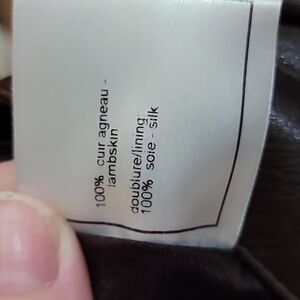 100% cuir agneau -
lambskin
doublure/lining:
100% soie - silk